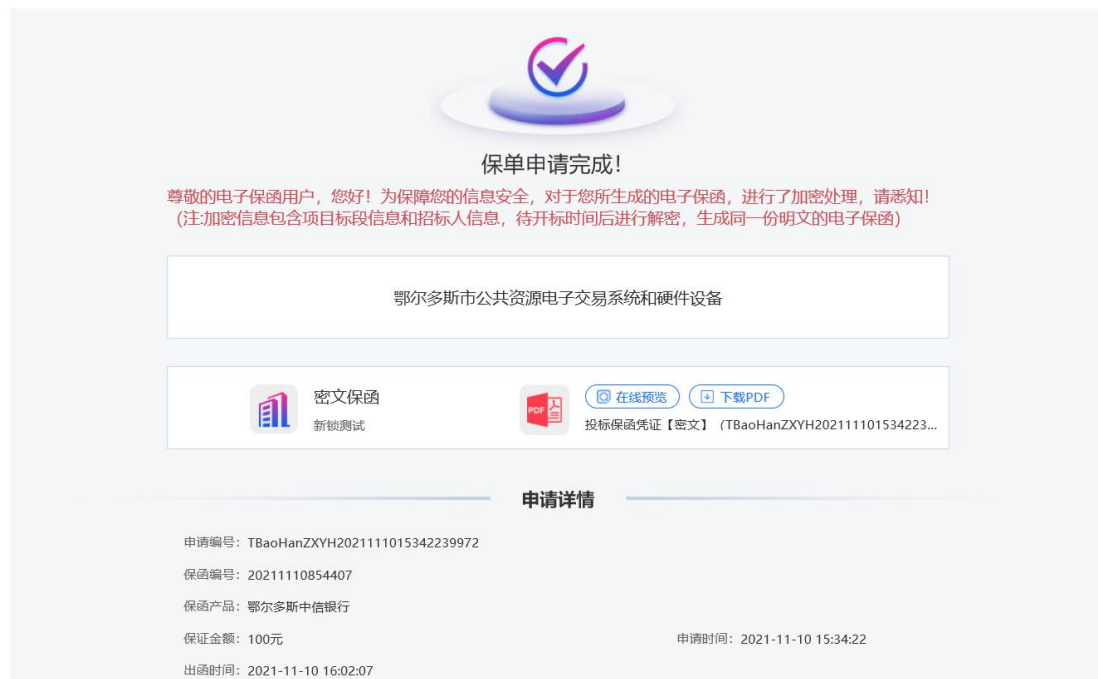 保单申请完成！
尊敬的电子保函用户，您好！为保障您的信息安全，对于您所生成的电子保函，进行了加密处理，请悉知！
(注:加密信息包含项目标段信息和招标人信息，待开标时间后进行解密，生成同一份明文的电子保函)
鄂尔多斯市公共资源电子交易系统和硬件设备
密文保函
新锁测试
PDF
在线预览 下载PDF
投标保函凭证【密文】（TBaoHanZXYH202111101534223...
申请详情
申请编号：TBaoHanZXYH2021111015342239972
保函编号：20211110854407
保函产品：鄂尔多斯中信银行
保证金额：100元 申请时间：2021-11-10 15:34:22
出函时间：2021-11-10 16:02:07